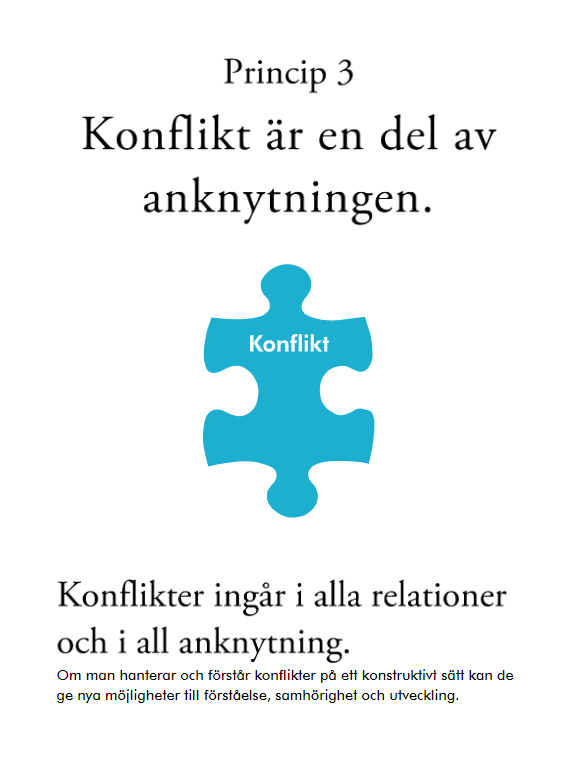 Princip 3
Konflikt är en del av
anknytningen.
Konflikt
Konflikter ingår i alla relationer
och i all anknytning.
Om man hanterar och förstår konflikter på ett konstruktivt sätt kan de
ge nya möjligheter till förståelse, samhörighet och utveckling.